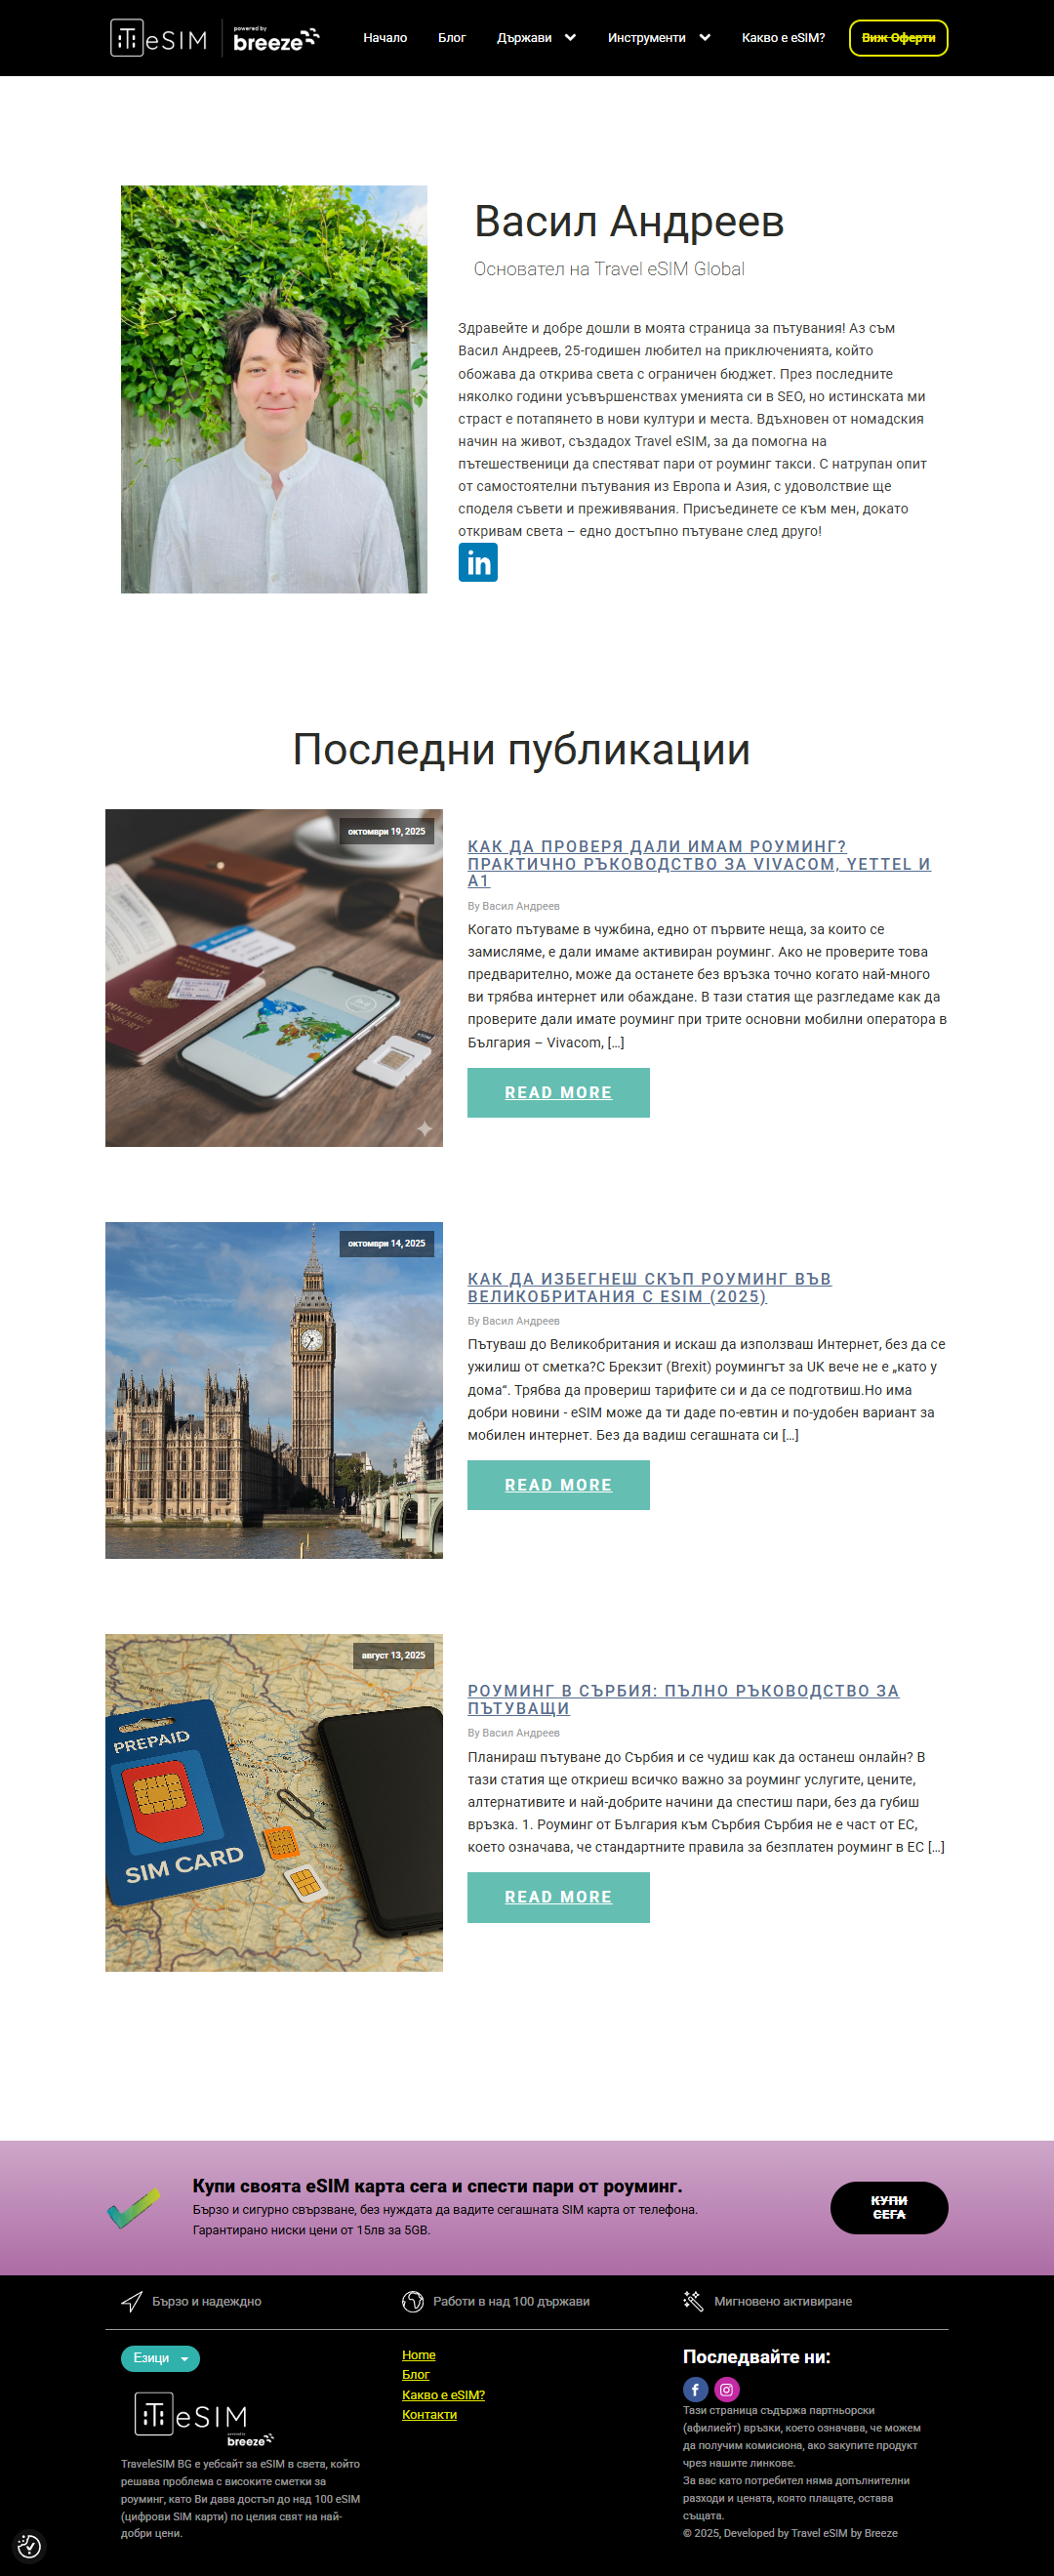 eSIM
powered by
breeze
Начало
Блог
Държави
Инструменти
Какво е eSIM?
Виж Оферти
Васил Андреев
Основател на Travel eSIM Global
Здравейте и добре дошли в моята страница за пътувания! Аз съм
Васил Андреев, 25-годишен любител на приключенията, който
обожава да открива света с ограничен бюджет. През последните
няколко години усъвършенствах уменията си в SEO, но истинската ми
страст е потапянето в нови култури и места. Вдъхновен от номадския
начин на живот, създадох Travel eSIM, за да помогна на
пътешественици да спестяват пари от роуминг такси. С натрупан опит
от самостоятелни пътувания из Европа и Азия, с удоволствие ще
споделя съвети и преживявания. Присъединете се към мен, докато
откривам света – едно достъпно пътуване след друго!
in
Последни публикации
октомври 19, 2025
КАК ДА ПРОВЕРЯ ДАЛИ ИМАМ РОУМИНГ?
ПРАКТИЧНО РЪКОВОДСТВО ЗА VIVACOM, YETTEL И
A1
By Васил Андреев
Когато пътуваме в чужбина, едно от първите неща, за които се
замисляме, е дали имаме активиран роуминг. Ако не проверите това
предварително, може да останете без връзка точно когато най-много
ви трябва интернет или обаждане. В тази статия ще разгледаме как да
проверите дали имате роуминг при трите основни мобилни оператора в
България – Vivacom, [...]
READ MORE
октомври 14, 2025
КАК ДА ИЗБЕГНЕШ СКЪП РОУМИНГ ВЪВ
ВЕЛИКОБРИТАНИЯ С ESIM (2025)
By Васил Андреев
Пътуваш до Великобритания и искаш да използваш Интернет, без да се
ужилиш от сметка?С Брекзит (Brexit) роумингът за UK вече не е „като у
дома“. Трябва да провериш тарифите си и да се подготвиш.Но има
добри новини - eSIM може да ти даде по-евтин и по-удобен вариант за
мобилен интернет. Без да вадиш сегашната си [...]
READ MORE
август 13, 2025
PREPAID
SIM CARD
РОУМИНГ В СЪРБИЯ: ПЪЛНО РЪКОВОДСТВО ЗА
ПЪТУВАЩИ
By Васил Андреев
Планираш пътуване до Сърбия и се чудиш как да останеш онлайн? В
тази статия ще откриеш всичко важно за роуминг услугите, цените,
алтернативите и най-добрите начини да спестиш пари, без да губиш
връзка. 1. Роуминг от България към Сърбия Сърбия не е част от ЕС,
което означава, че стандартните правила за безплатен роуминг в ЕС [...]
READ MORE
Купи своята eSIM карта сега и спести пари от роуминг.
Бързо и сигурно свързване, без нуждата да вадите сегашната SIM карта от телефона.
Гарантирано ниски цени от 15лв за 5GB.
КУПИ
СЕГА
Бързо и надеждно
Работи в над 100 държави
Мигновено активиране
Езици
eSIM
breeze
TraveleSIM BG е уебсайт за eSIM в света, който
решава проблема с високите сметки за
роуминг, като Ви дава достъп до над 100 eSIM
(цифрови SIM карти) по целия свят на най-
добри цени.
Home
Блог
Какво е eSIM?
Контакти
Последвайте ни:
Тази страница съдържа партньорски
(афилиейт) връзки, което означава, че можем
да получим комисиона, ако закупите продукт
чрез нашите линкове.
За вас като потребител няма допълнителни
разходи и цената, която плащате, остава
същата.
© 2025, Developed by Travel eSIM by Breeze